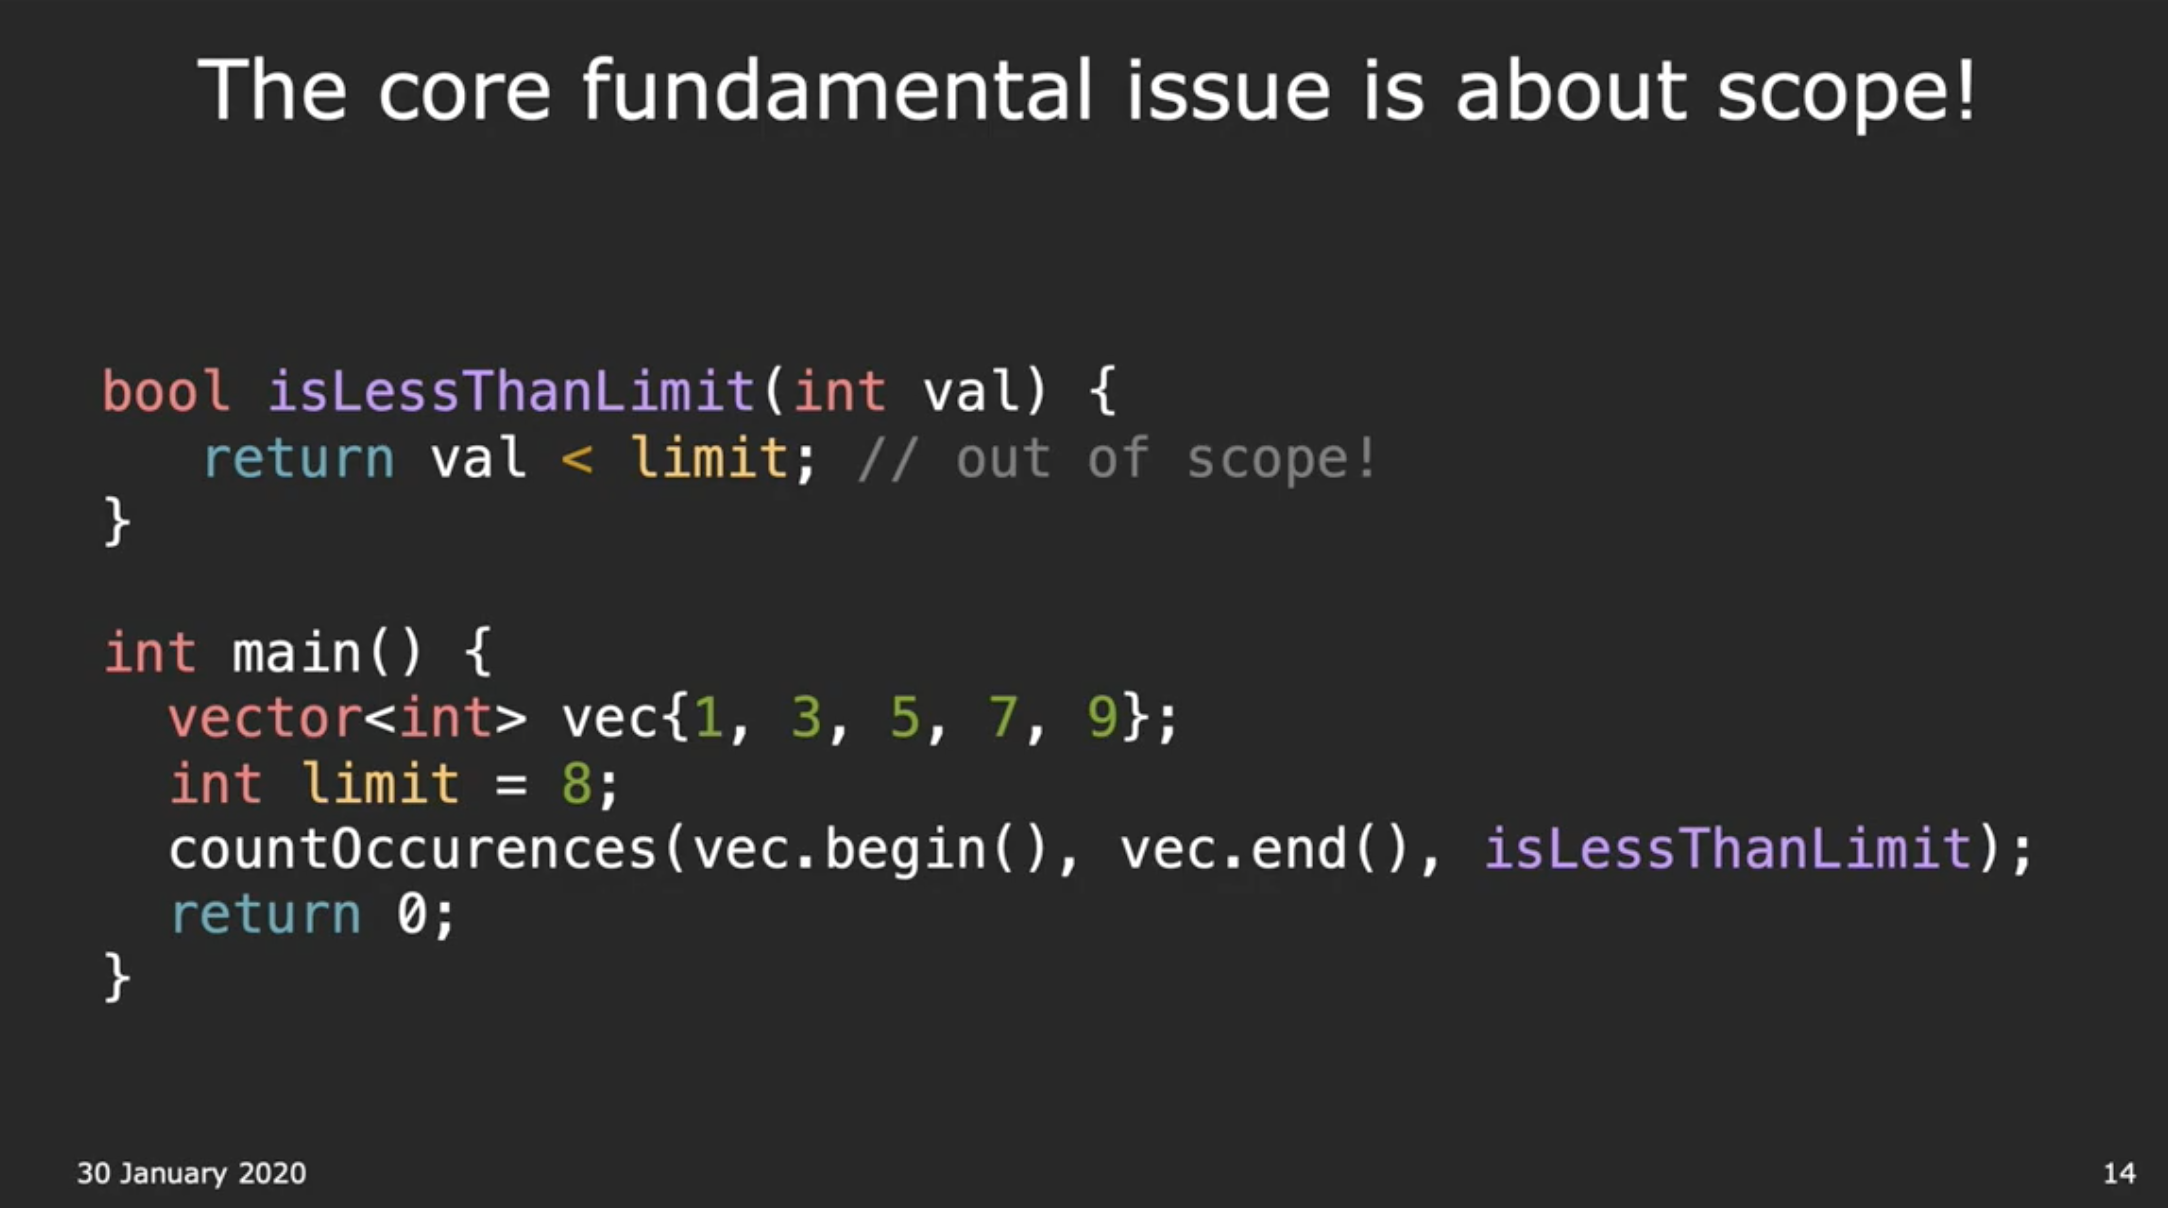 The core fundamental issue is about scope!
bool isLessThanLimit(int val) {
return val < limit; // out of scope!
}
int main() {
vector<int> vec{1, 3, 5, 7, 9};
int limit = 8;
countOccurences(vec.begin(), vec.end(), isLessThanLimit);
return 0;
}
30 January 2020
14